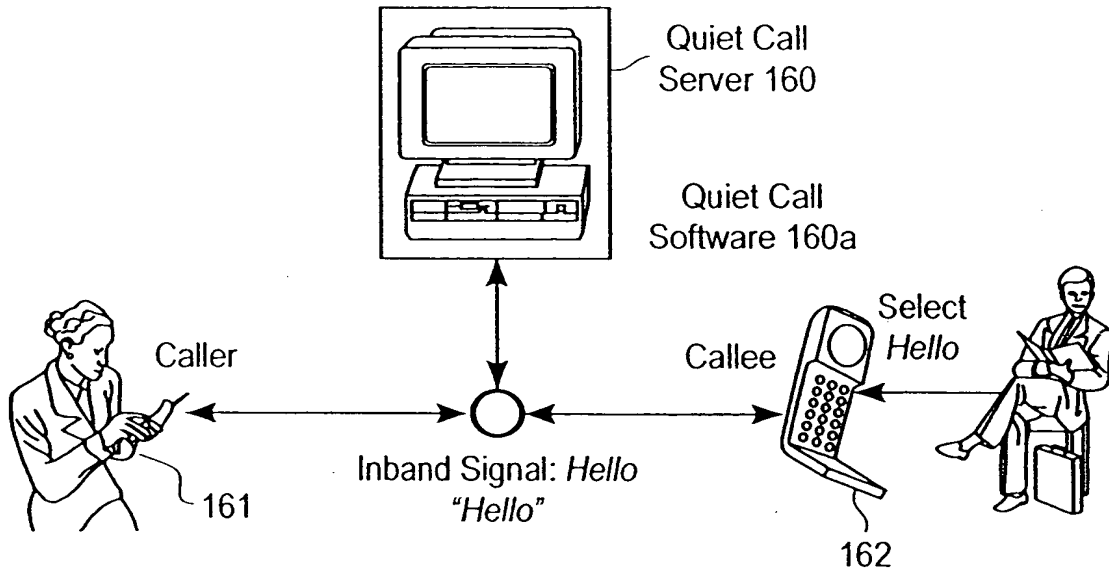 Quiet Call
Server 160
Quiet Call
Software 160a
Caller
Callee
Select
Hello
Inband Signal: Hello
"Hello"
161
162